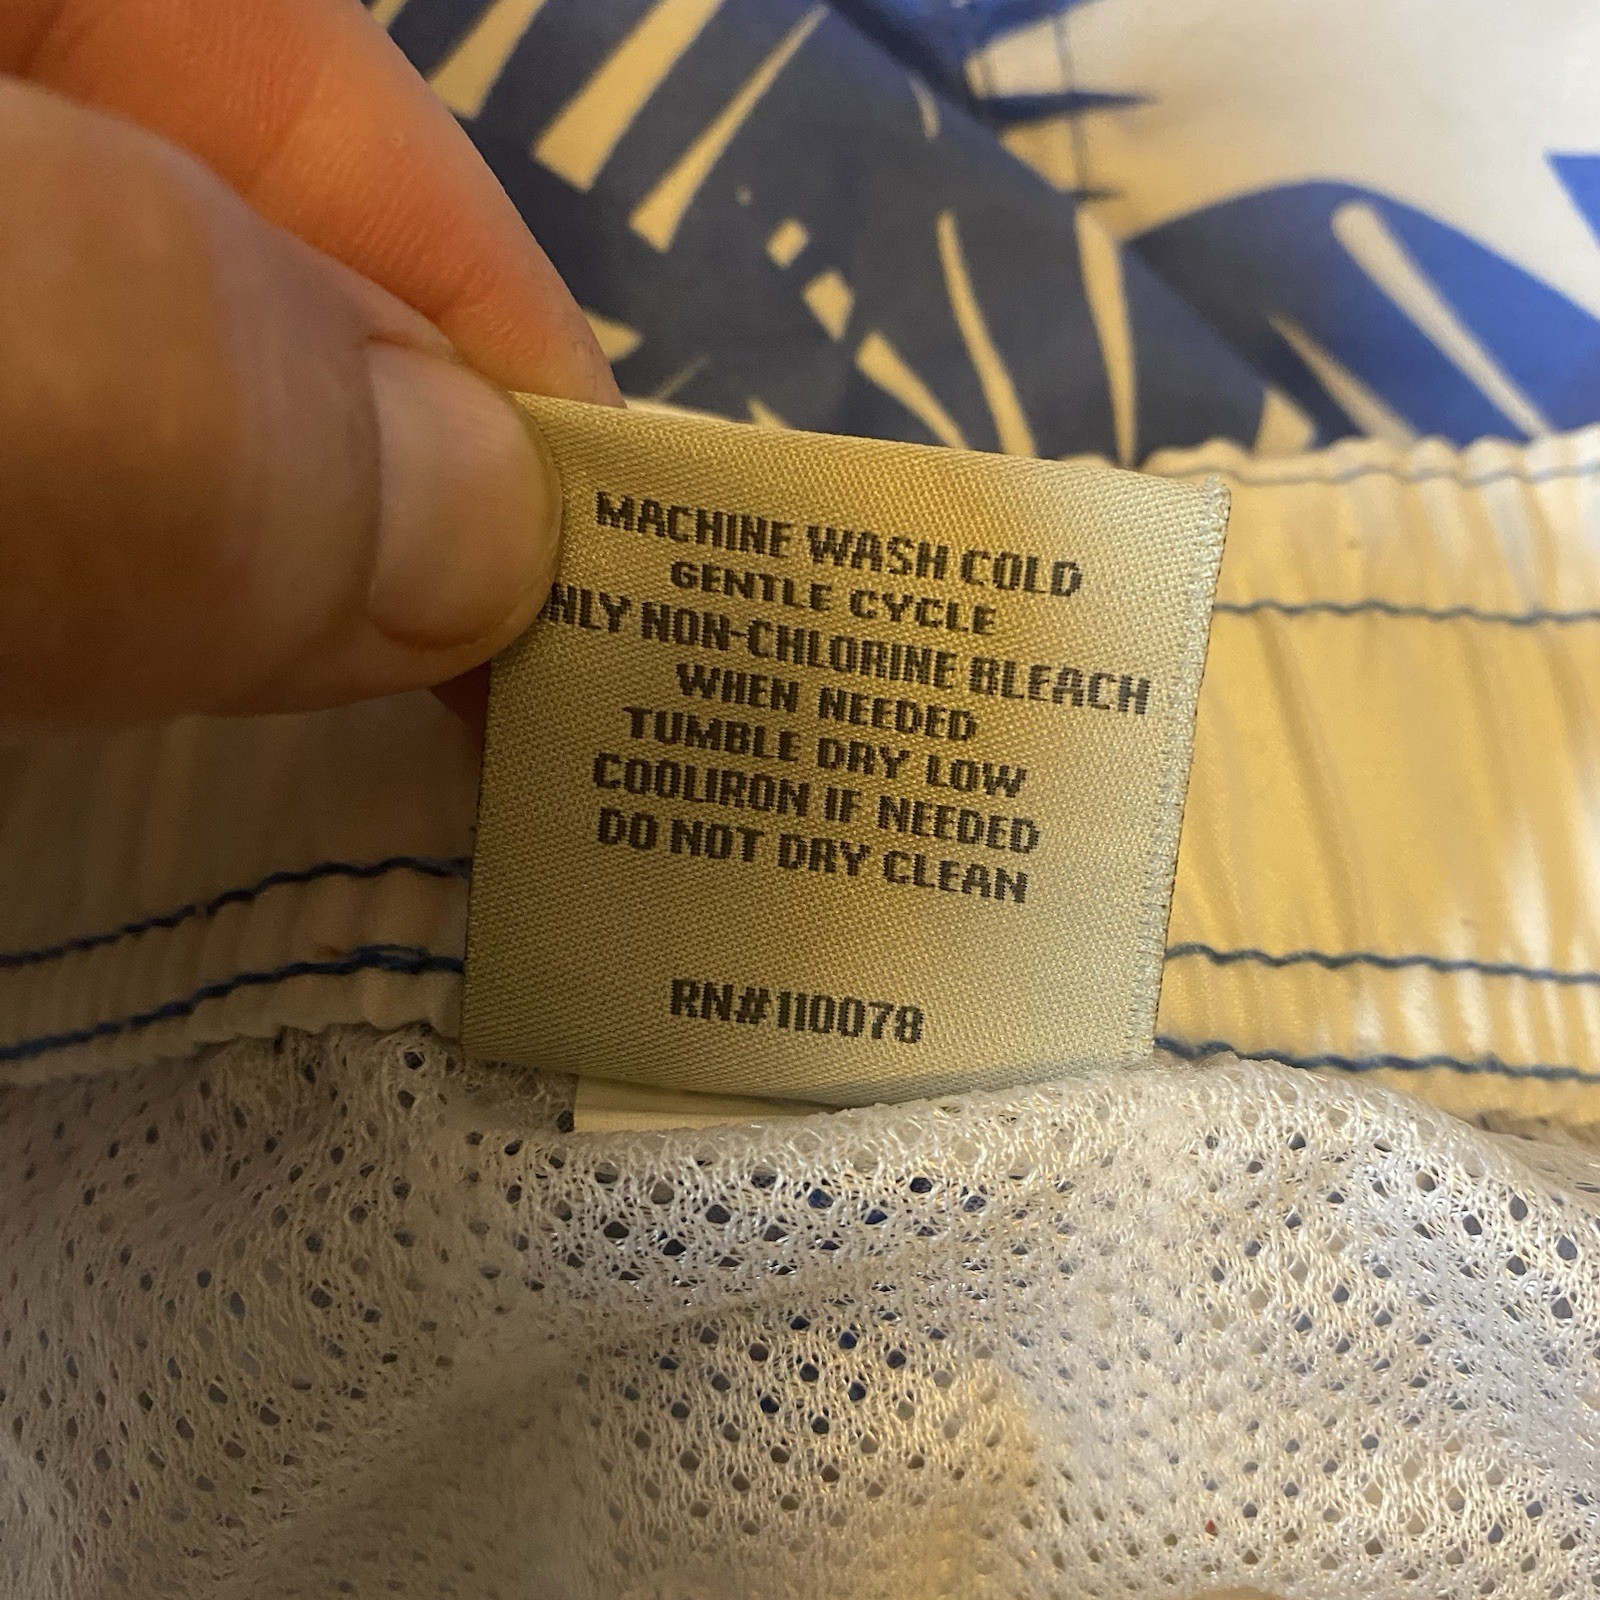 MACHINE WASH COLD
GENTLE CYCLE
NLY NON-CHLORINE BLEACH
WHEN NEEDED
TUMBLE DRY LOW
COOLIRON IF NEEDED
DO NOT DRY CLEAN
RN#110078